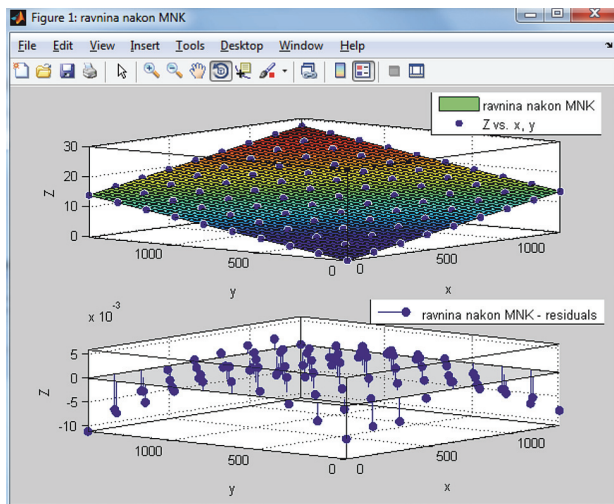 Figure 1: ravnina nakon MNK
File Edit View Insert Tools Desktop Window Help
ravnina nakon MNK
Z vs. x, y
30
20
10
0
Z
1000
500
0
y
0
500
1000
x
x 10
-3
ravnina nakon MNK - residuals
5
0
-5
-10
Z
1000
500
0
y
0
500
1000
x